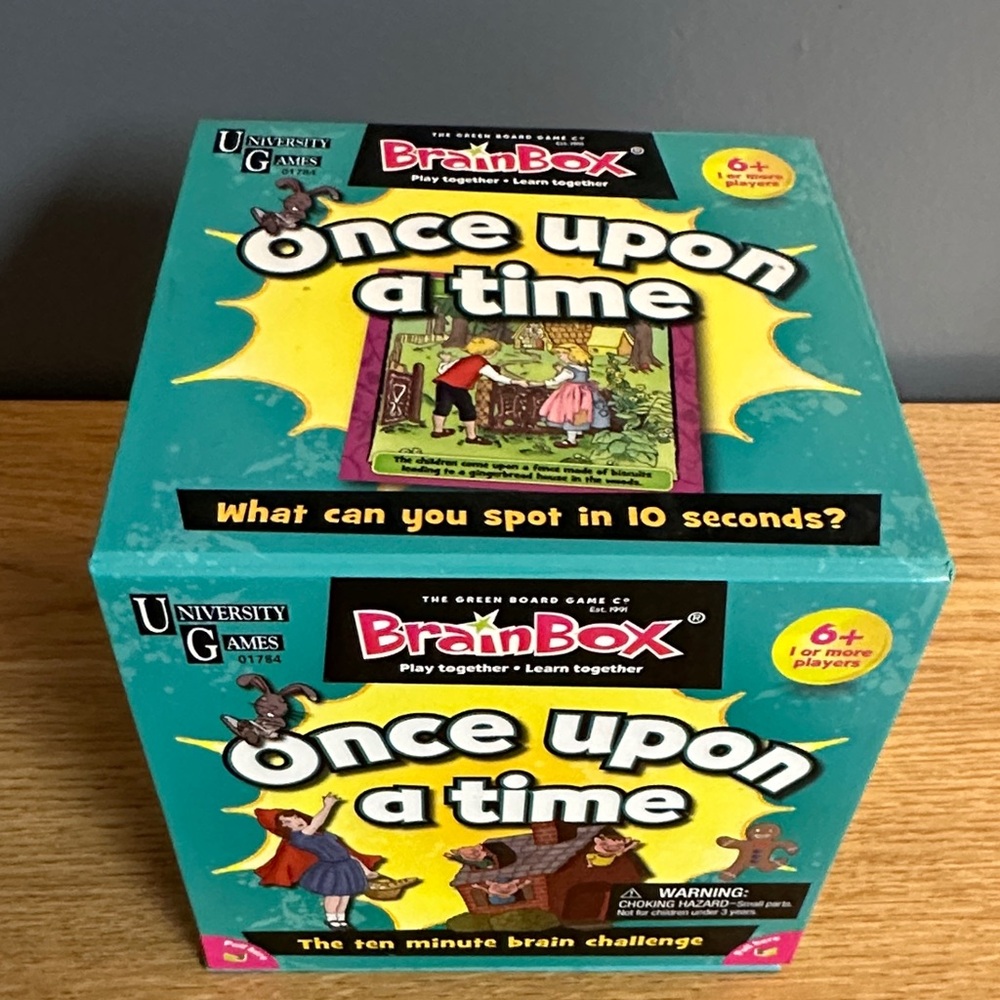 UNIVERSITY
GAMES
01784
THE GREEN BOARD GAME Cº
Est. 1991
BrainBox®
Play together • Learn together
6+
1 or more
players
Once upon
a time
The children come upon a fence made of biscuits
leading to a gingerbread house in the woods.
What can you spot in 10 seconds?
UNIVERSITY
GAMES
01784
THE GREEN BOARD GAME Cº
Est. 1991
BrainBox®
Play together • Learn together
6+
1 or more
players
Once upon
a time
WARNING:
CHOKING HAZARD–Small parts.
Not for children under 3 years.
The ten minute brain challenge
Pull here
Pull here